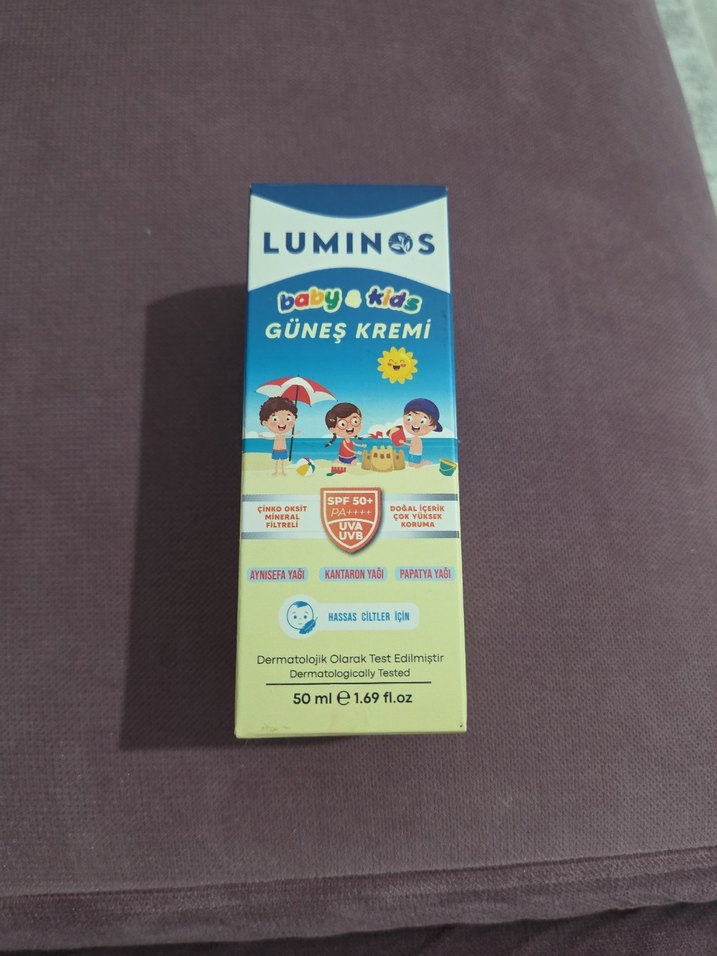 LUMINOS
baby & kids
GÜNEŞ KREMİ
ÇİNKO OKSİT
MİNERAL
FİLTRELİ
SPF 50+
PA++++
UVA
UVB
DOĞAL İÇERİK
ÇOK YÜKSEK
KORUMA
AYNISEFA YAĞI
KANTARON YAĞI
PAPATYA YAĞI
HASSAS CİLTLER İÇİN
Dermatolojik Olarak Test Edilmiştir
Dermatologically Tested
50 ml ℮ 1.69 fl.oz